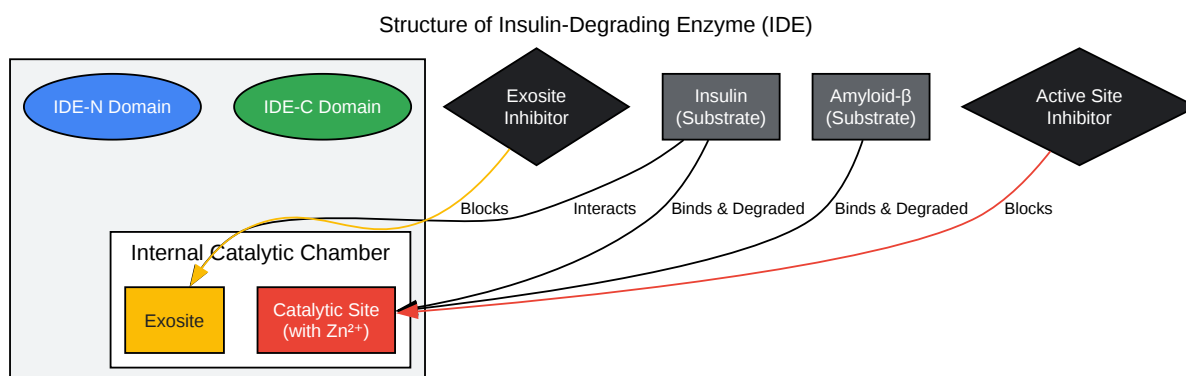 Structure of Insulin-Degrading Enzyme (IDE)
IDE-N Domain
IDE-C Domain
Exosite
Inhibitor
Insulin
(Substrate)
Amyloid-β
(Substrate)
Active Site
Inhibitor
Blocks
Interacts
Binds & Degraded
Binds & Degraded
Blocks
Internal Catalytic Chamber
Exosite
Catalytic Site
(with Zn²⁺)